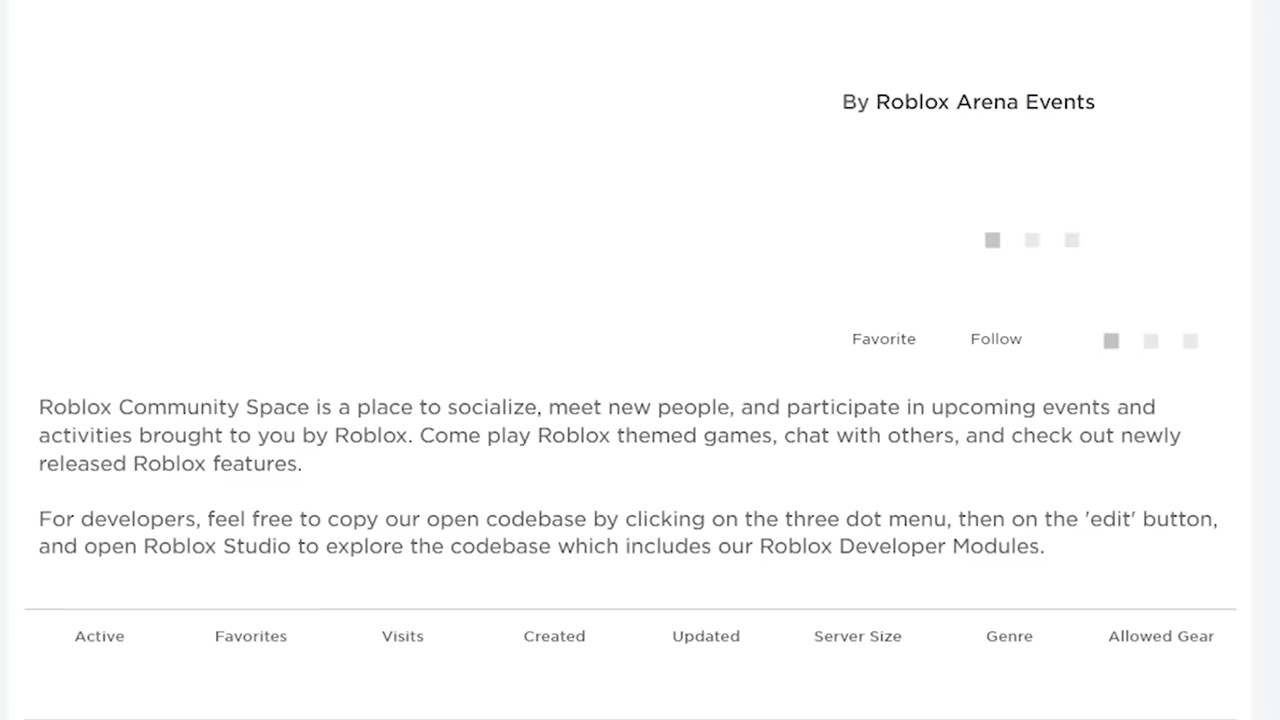 By Roblox Arena Events
Favorite Follow
Roblox Community Space is a place to socialize, meet new people, and participate in upcoming events and
activities brought to you by Roblox. Come play Roblox themed games, chat with others, and check out newly
released Roblox features.
For developers, feel free to copy our open codebase by clicking on the three dot menu, then on the 'edit' button,
and open Roblox Studio to explore the codebase which includes our Roblox Developer Modules.
Active Favorites Visits Created Updated Server Size Genre Allowed Gear